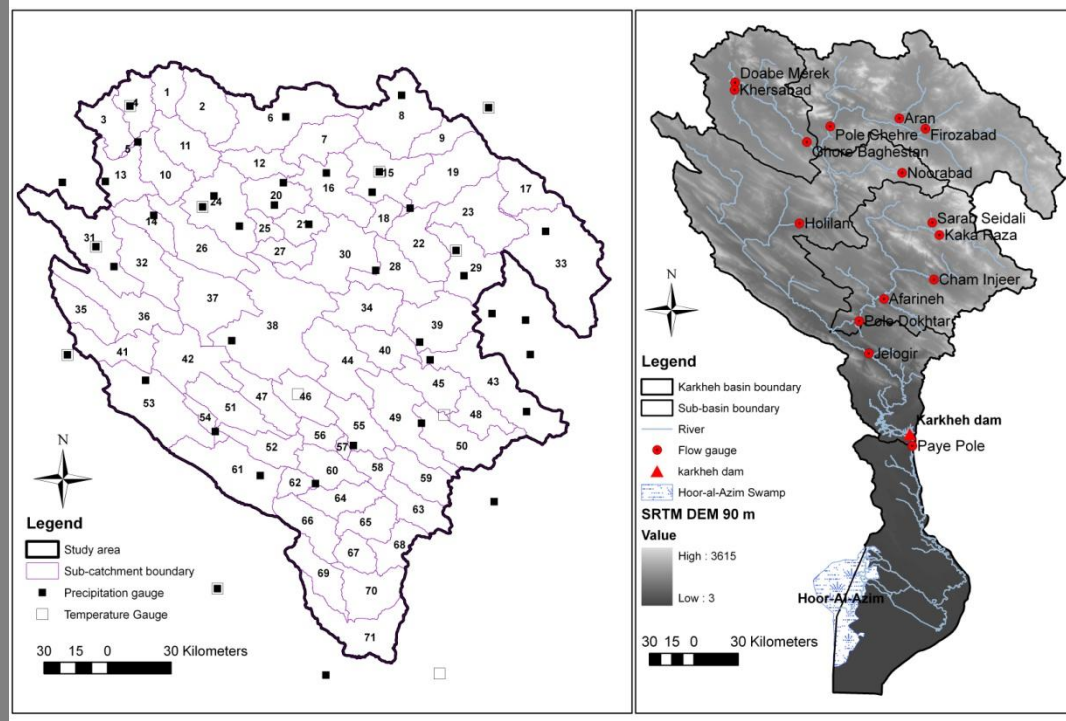 1
2
3
4
5
6
7
8
9
10
11
12
13
14
15
16
17
18
19
20
21
22
23
24
25
26
27
28
29
30
31
32
33
34
35
36
37
38
39
40
41
42
43
44
45
46
47
48
49
50
51
52
53
54
55
56
57
58
59
60
61
62
63
64
65
66
67
68
69
70
71
N
Legend
Study area
Sub-catchment boundary
Precipitation gauge
Temperature Gauge
30 15 0 30 Kilometers
Doabe Merek
Khersabad
Aran
Pole Chehre
Firozabad
Ghore Baghestan
Noorabad
Holilan
Sarab Seidali
Kaka Raza
Cham Injeer
Afarineh
Pole Dokhtar
Jelogir
Karkheh dam
Paye Pole
Hoor-Al-Azim
N
Legend
Karkheh basin boundary
Sub-basin boundary
River
Flow gauge
karkheh dam
Hoor-al-Azim Swamp
SRTM DEM 90 m
Value
High : 3615
Low : 3
30 15 0 30 Kilometers